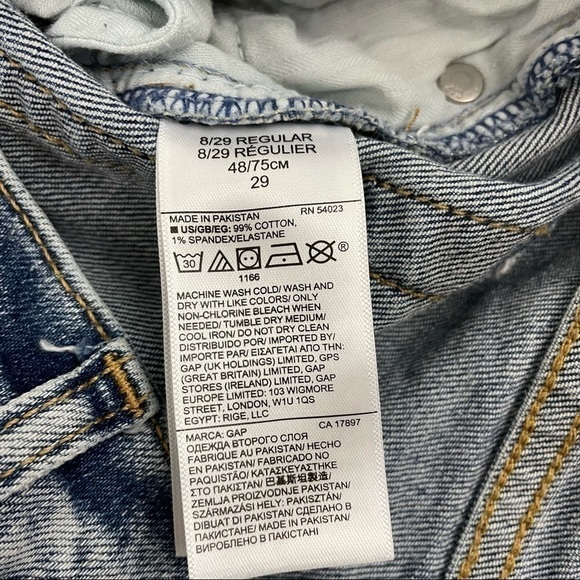 8/29 REGULAR
8/29 RÉGULIER
48/75CM
29
MADE IN PAKISTAN RN 54023
■ US/GB/EG: 99% COTTON,
1% SPANDEX/ELASTANE
30 ®
1166
MACHINE WASH COLD/ WASH AND
DRY WITH LIKE COLORS/ ONLY
NON-CHLORINE BLEACH WHEN
NEEDED/ TUMBLE DRY MEDIUM/
COOL IRON/ DO NOT DRY CLEAN
DISTRIBUIDO POR/IMPORTED BY/
IMPORTE PAR/ ΕΙΣΑΓΕΤΑΙ ΑΠΟ ΤΗΝ:
GAP (UK HOLDINGS) LIMITED, GPS
(GREAT BRITAIN) LIMITED, GAP
STORES (IRELAND) LIMITED, GAP
EUROPE LIMITED: 103 WIGMORE
STREET, LONDON, W1U 1QS
EGYPT: RIGE, LLC
MARCA: GAP CA 17897
ОДЕЖДА ВТОРОГО СЛОЯ
FABRIQUE AU PAKISTAN/ HECHO
EN PAKISTAN/ FABRICADO NO
PAQUISTÃO/ ΚΑΤΑΣΚΕΥΑΣΤΗΚΕ
ΣΤΟ ΠΑΚΙΣΤΑΝ/ 巴基斯坦製造/
ZEMLJA PROIZVODNJE PAKISTAN/
SZÁRMAZÁSI HELY: PAKISZTÁN/
DIBUAT DI PAKISTAN/ СДЕЛАНО В
ПАКИСТАНЕ/ MAISTIR PAKISTAN/
ВИРОБЛЕНО В ПАКИСТАНІ/